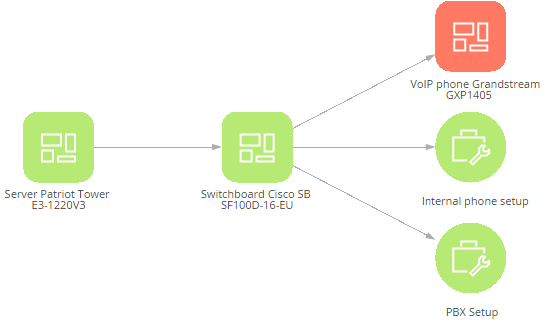 VoIP phone Grandstream
GXP1405
Server Patriot Tower
E3-1220V3
Switchboard Cisco SB
SF100D-16-EU
Internal phone setup
PBX Setup